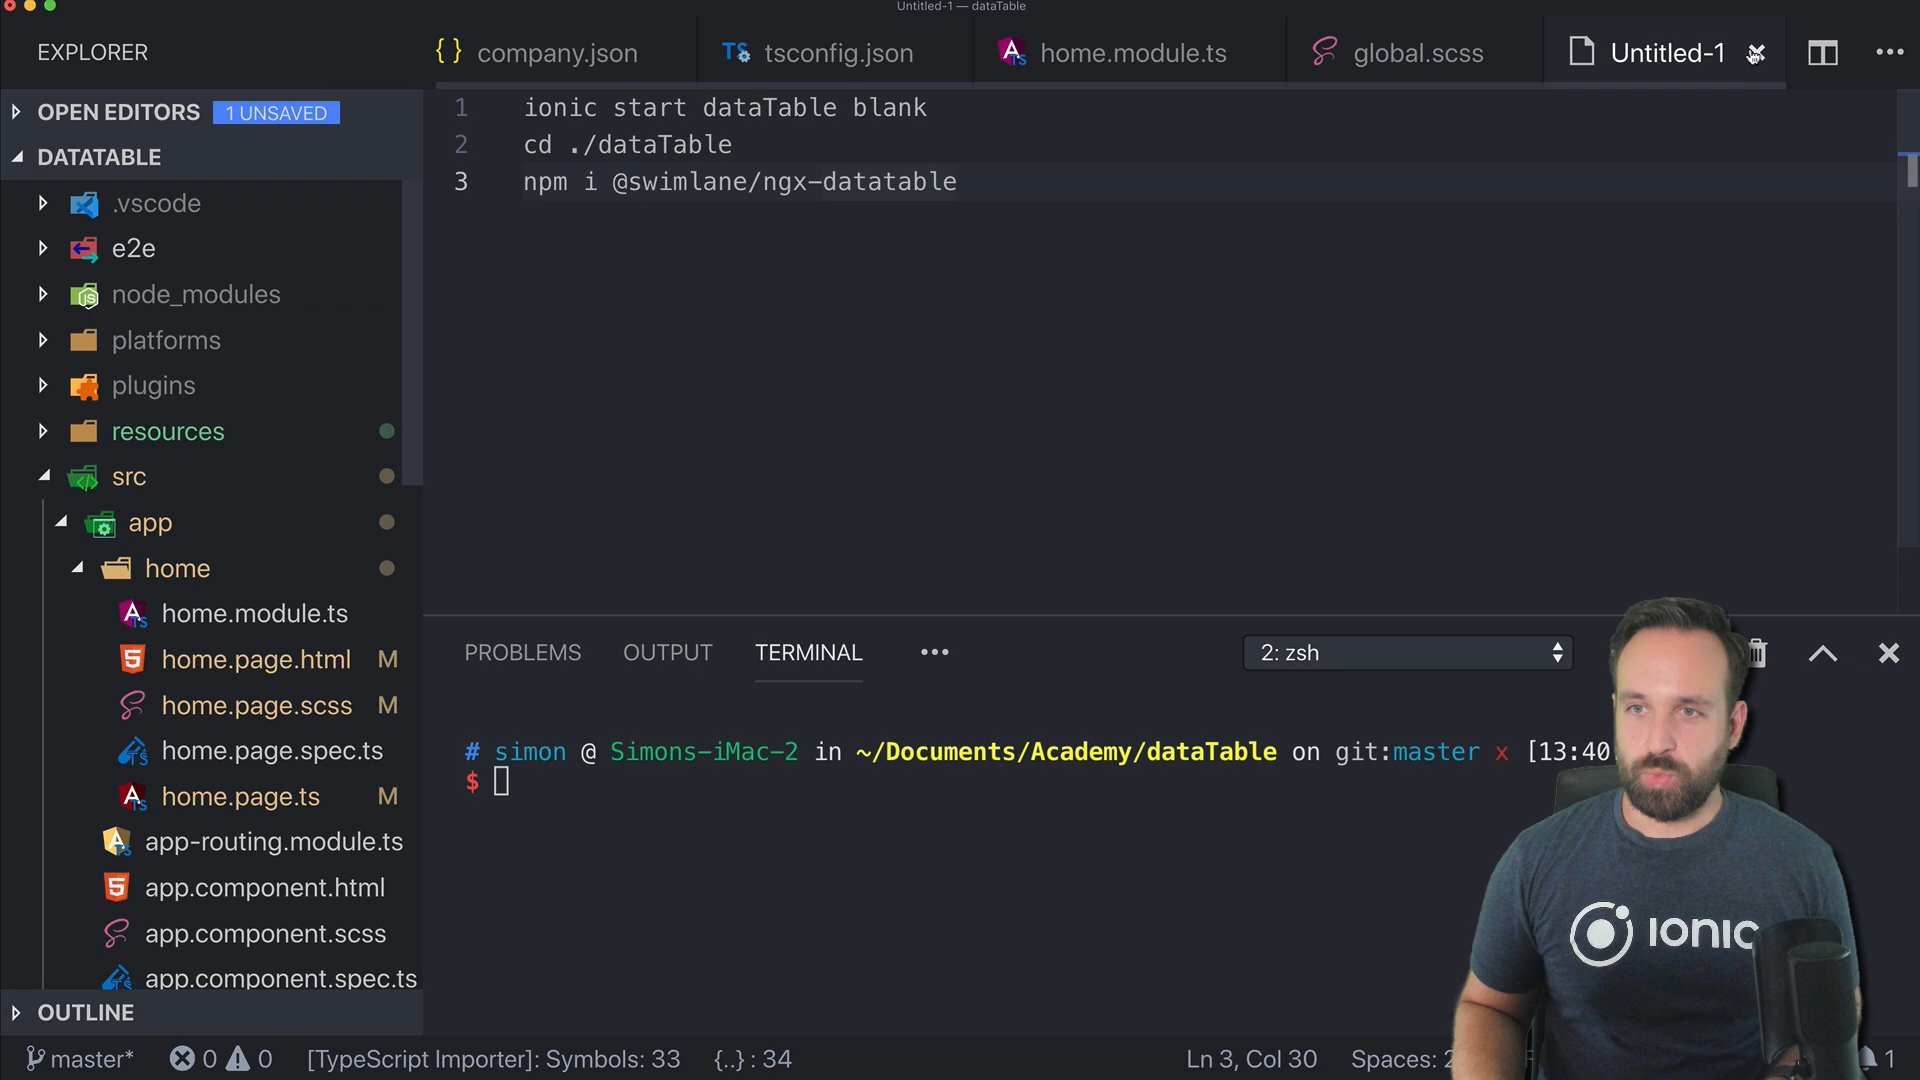 Untitled-1 — dataTable
EXPLORER
{ } company.json
TS tsconfig.json
home.module.ts
global.scss
Untitled-1
OPEN EDITORS 1 UNSAVED
DATATABLE
.vscode
e2e
node_modules
platforms
plugins
resources
src
app
home
home.module.ts
home.page.html M
home.page.scss M
home.page.spec.ts
home.page.ts M
app-routing.module.ts
app.component.html
app.component.scss
app.component.spec.ts
OUTLINE
1 ionic start dataTable blank
2 cd ./dataTable
3 npm i @swimlane/ngx-datatable
PROBLEMS OUTPUT TERMINAL ••• 2: zsh
# simon @ Simons-iMac-2 in ~/Documents/Academy/dataTable on git:master x [13:40
$
IONIC
master* 0 0 [TypeScript Importer]: Symbols: 33 {..} : 34 Ln 3, Col 30 Spaces: 1